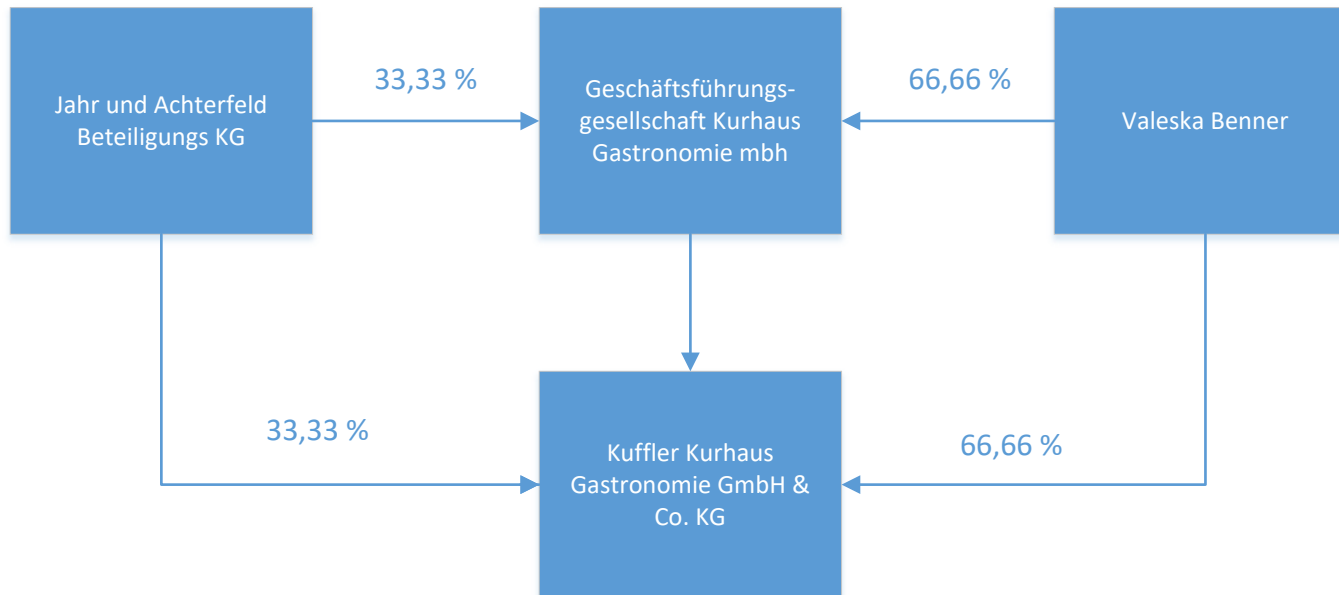 33,33 %
66,66 %
Jahr und Achterfeld
Beteiligungs KG
Geschäftsführungs-
gesellschaft Kurhaus
Gastronomie mbh
Valeska Benner
33,33 %
66,66 %
Kuffler Kurhaus
Gastronomie GmbH &
Co. KG